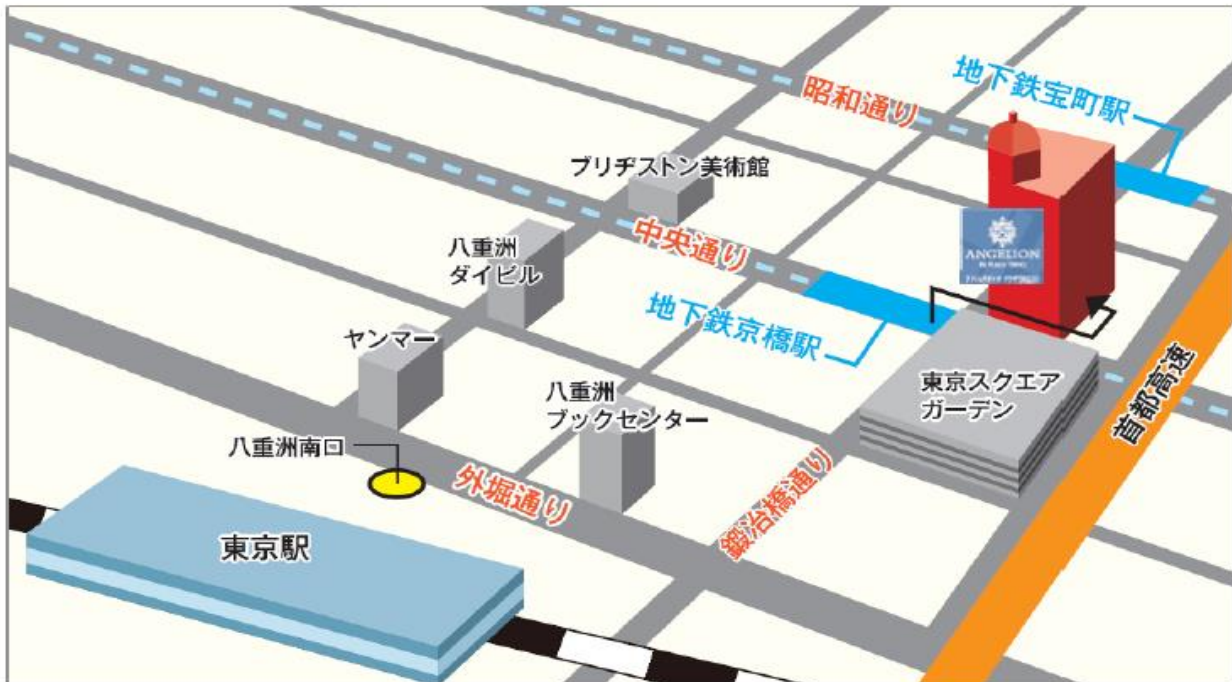 地下鉄宝町駅
昭和通り
ブリヂストン美術館
中央通り
ANGELION
八重洲
ダイビル
地下鉄京橋駅
ヤンマー
八重洲
ブックセンター
東京スクエア
ガーデン
首都高速
八重洲南口
外堀通り
鍛冶橋通り
東京駅